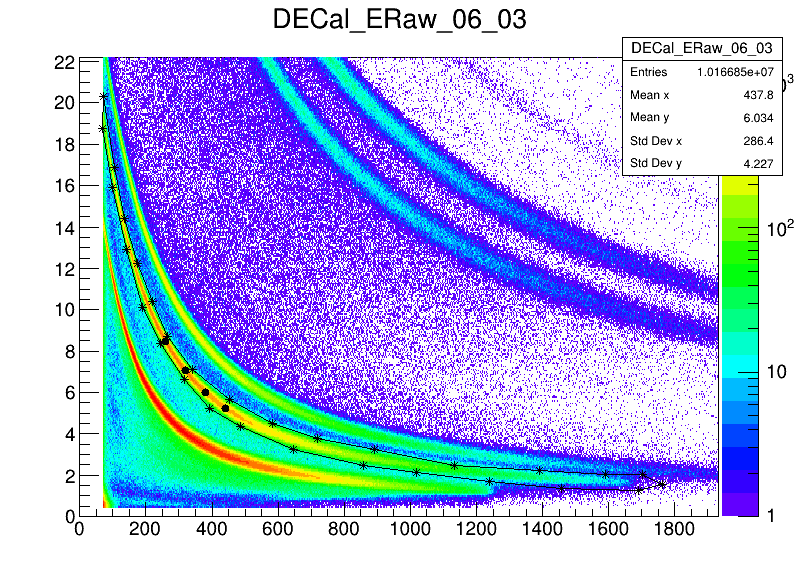 DECal_ERaw_06_03
DECal_ERaw_06_03
Entries 1.016685e+07
Mean x 437.8
Mean y 6.034
Std Dev x 286.4
Std Dev y 4.227
22
20
18
16
14
12
10
8
6
4
2
0
0 200 400 600 800 1000 1200 1400 1600 1800
10²
10
1